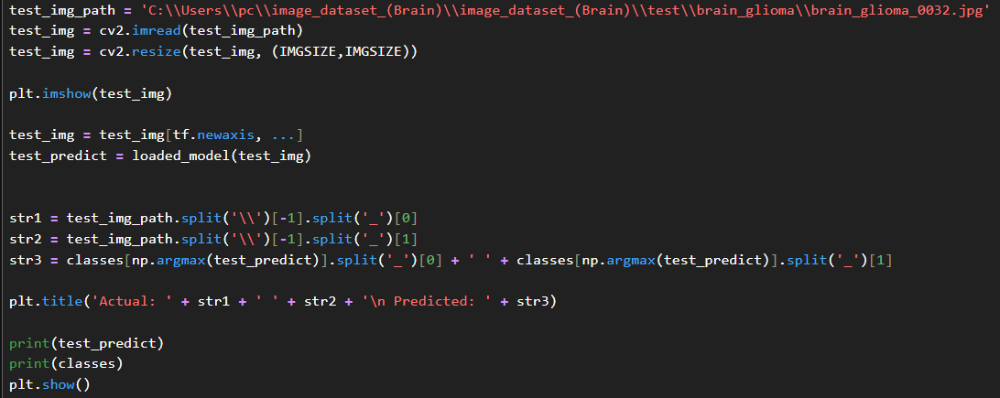 test_img_path = 'C:\\Users\\pc\\image_dataset_(Brain)\\image_dataset_(Brain)\\test\\brain_glioma\\brain_glioma_0032.jpg'
test_img = cv2.imread(test_img_path)
test_img = cv2.resize(test_img, (IMGSIZE,IMGSIZE))
plt.imshow(test_img)
test_img = test_img[tf.newaxis, ...]
test_predict = loaded_model(test_img)
str1 = test_img_path.split('\\')[-1].split('_')[0]
str2 = test_img_path.split('\\')[-1].split('_')[1]
str3 = classes[np.argmax(test_predict)].split('_')[0] + ' ' + classes[np.argmax(test_predict)].split('_')[1]
plt.title('Actual: ' + str1 + ' ' + str2 + '\n Predicted: ' + str3)
print(test_predict)
print(classes)
plt.show()